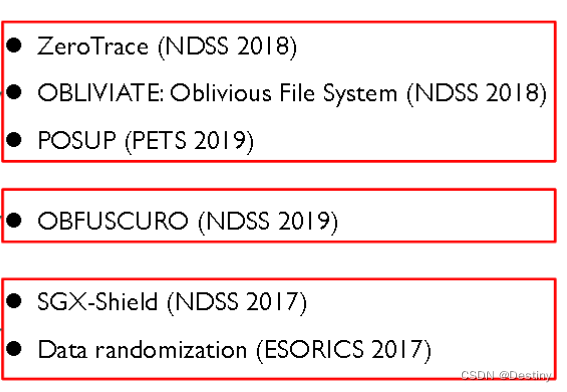 ● ZeroTrace (NDSS 2018)
● OBLIVIATE: Oblivious File System (NDSS 2018)
● POSUP (PETS 2019)
● OBFUSCURO (NDSS 2019)
● SGX-Shield (NDSS 2017)
● Data randomization (ESORICS 2017)
CSDN @Destiny